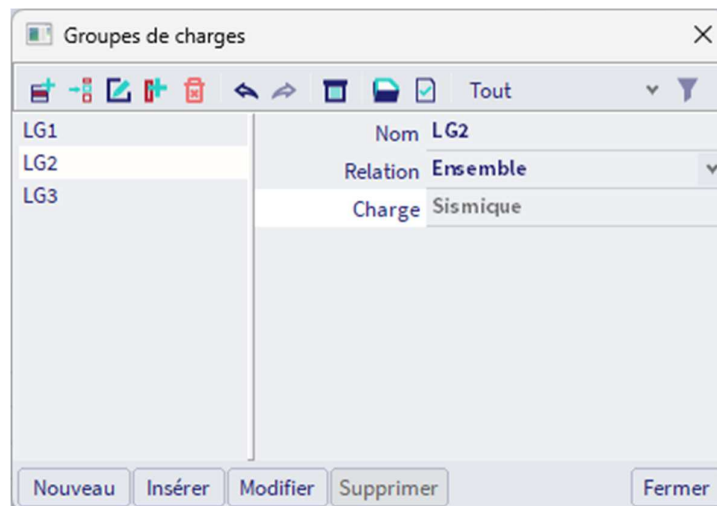 Groupes de charges
Tout
LG1
LG2
LG3
Nom LG2
Relation Ensemble
Charge Sismique
Nouveau Insérer Modifier Supprimer Fermer